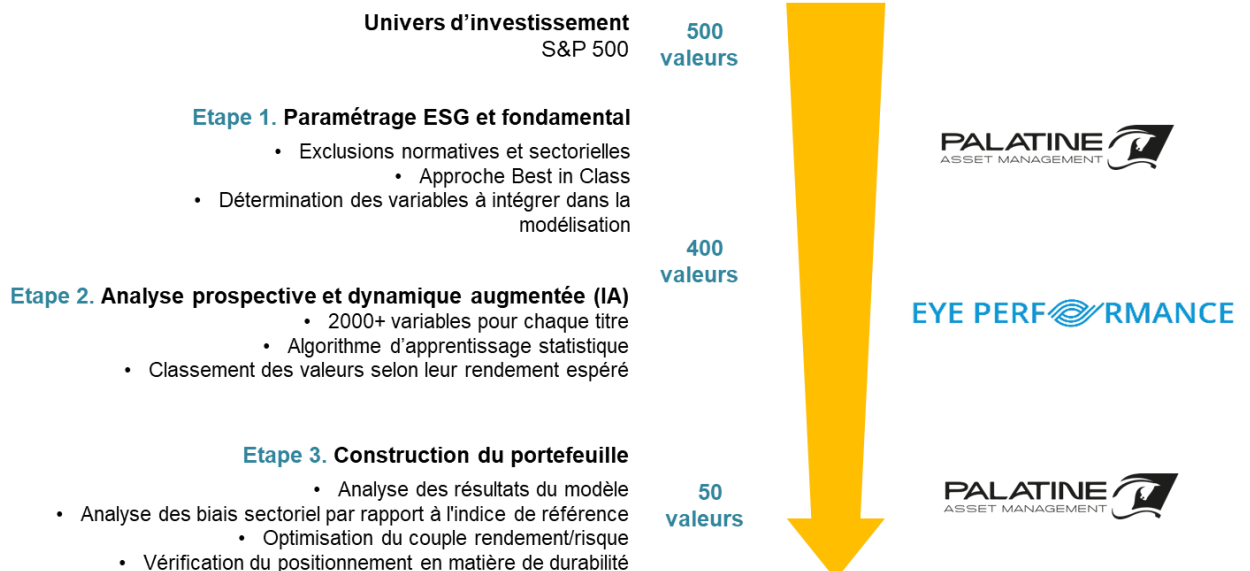 Univers d’investissement
S&P 500
500
valeurs
Etape 1. Paramétrage ESG et fondamental
• Exclusions normatives et sectorielles
• Approche Best in Class
• Détermination des variables à intégrer dans la
modélisation
PALATINE
ASSET MANAGEMENT
400
valeurs
Etape 2. Analyse prospective et dynamique augmentée (IA)
• 2000+ variables pour chaque titre
• Algorithme d’apprentissage statistique
• Classement des valeurs selon leur rendement espéré
EYE PERFORMANCE
Etape 3. Construction du portefeuille
• Analyse des résultats du modèle
• Analyse des biais sectoriel par rapport à l'indice de référence
• Optimisation du couple rendement/risque
• Vérification du positionnement en matière de durabilité
50
valeurs
PALATINE
ASSET MANAGEMENT